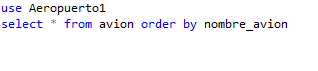 use Aeropuerto1
select * from avion order by nombre_avion